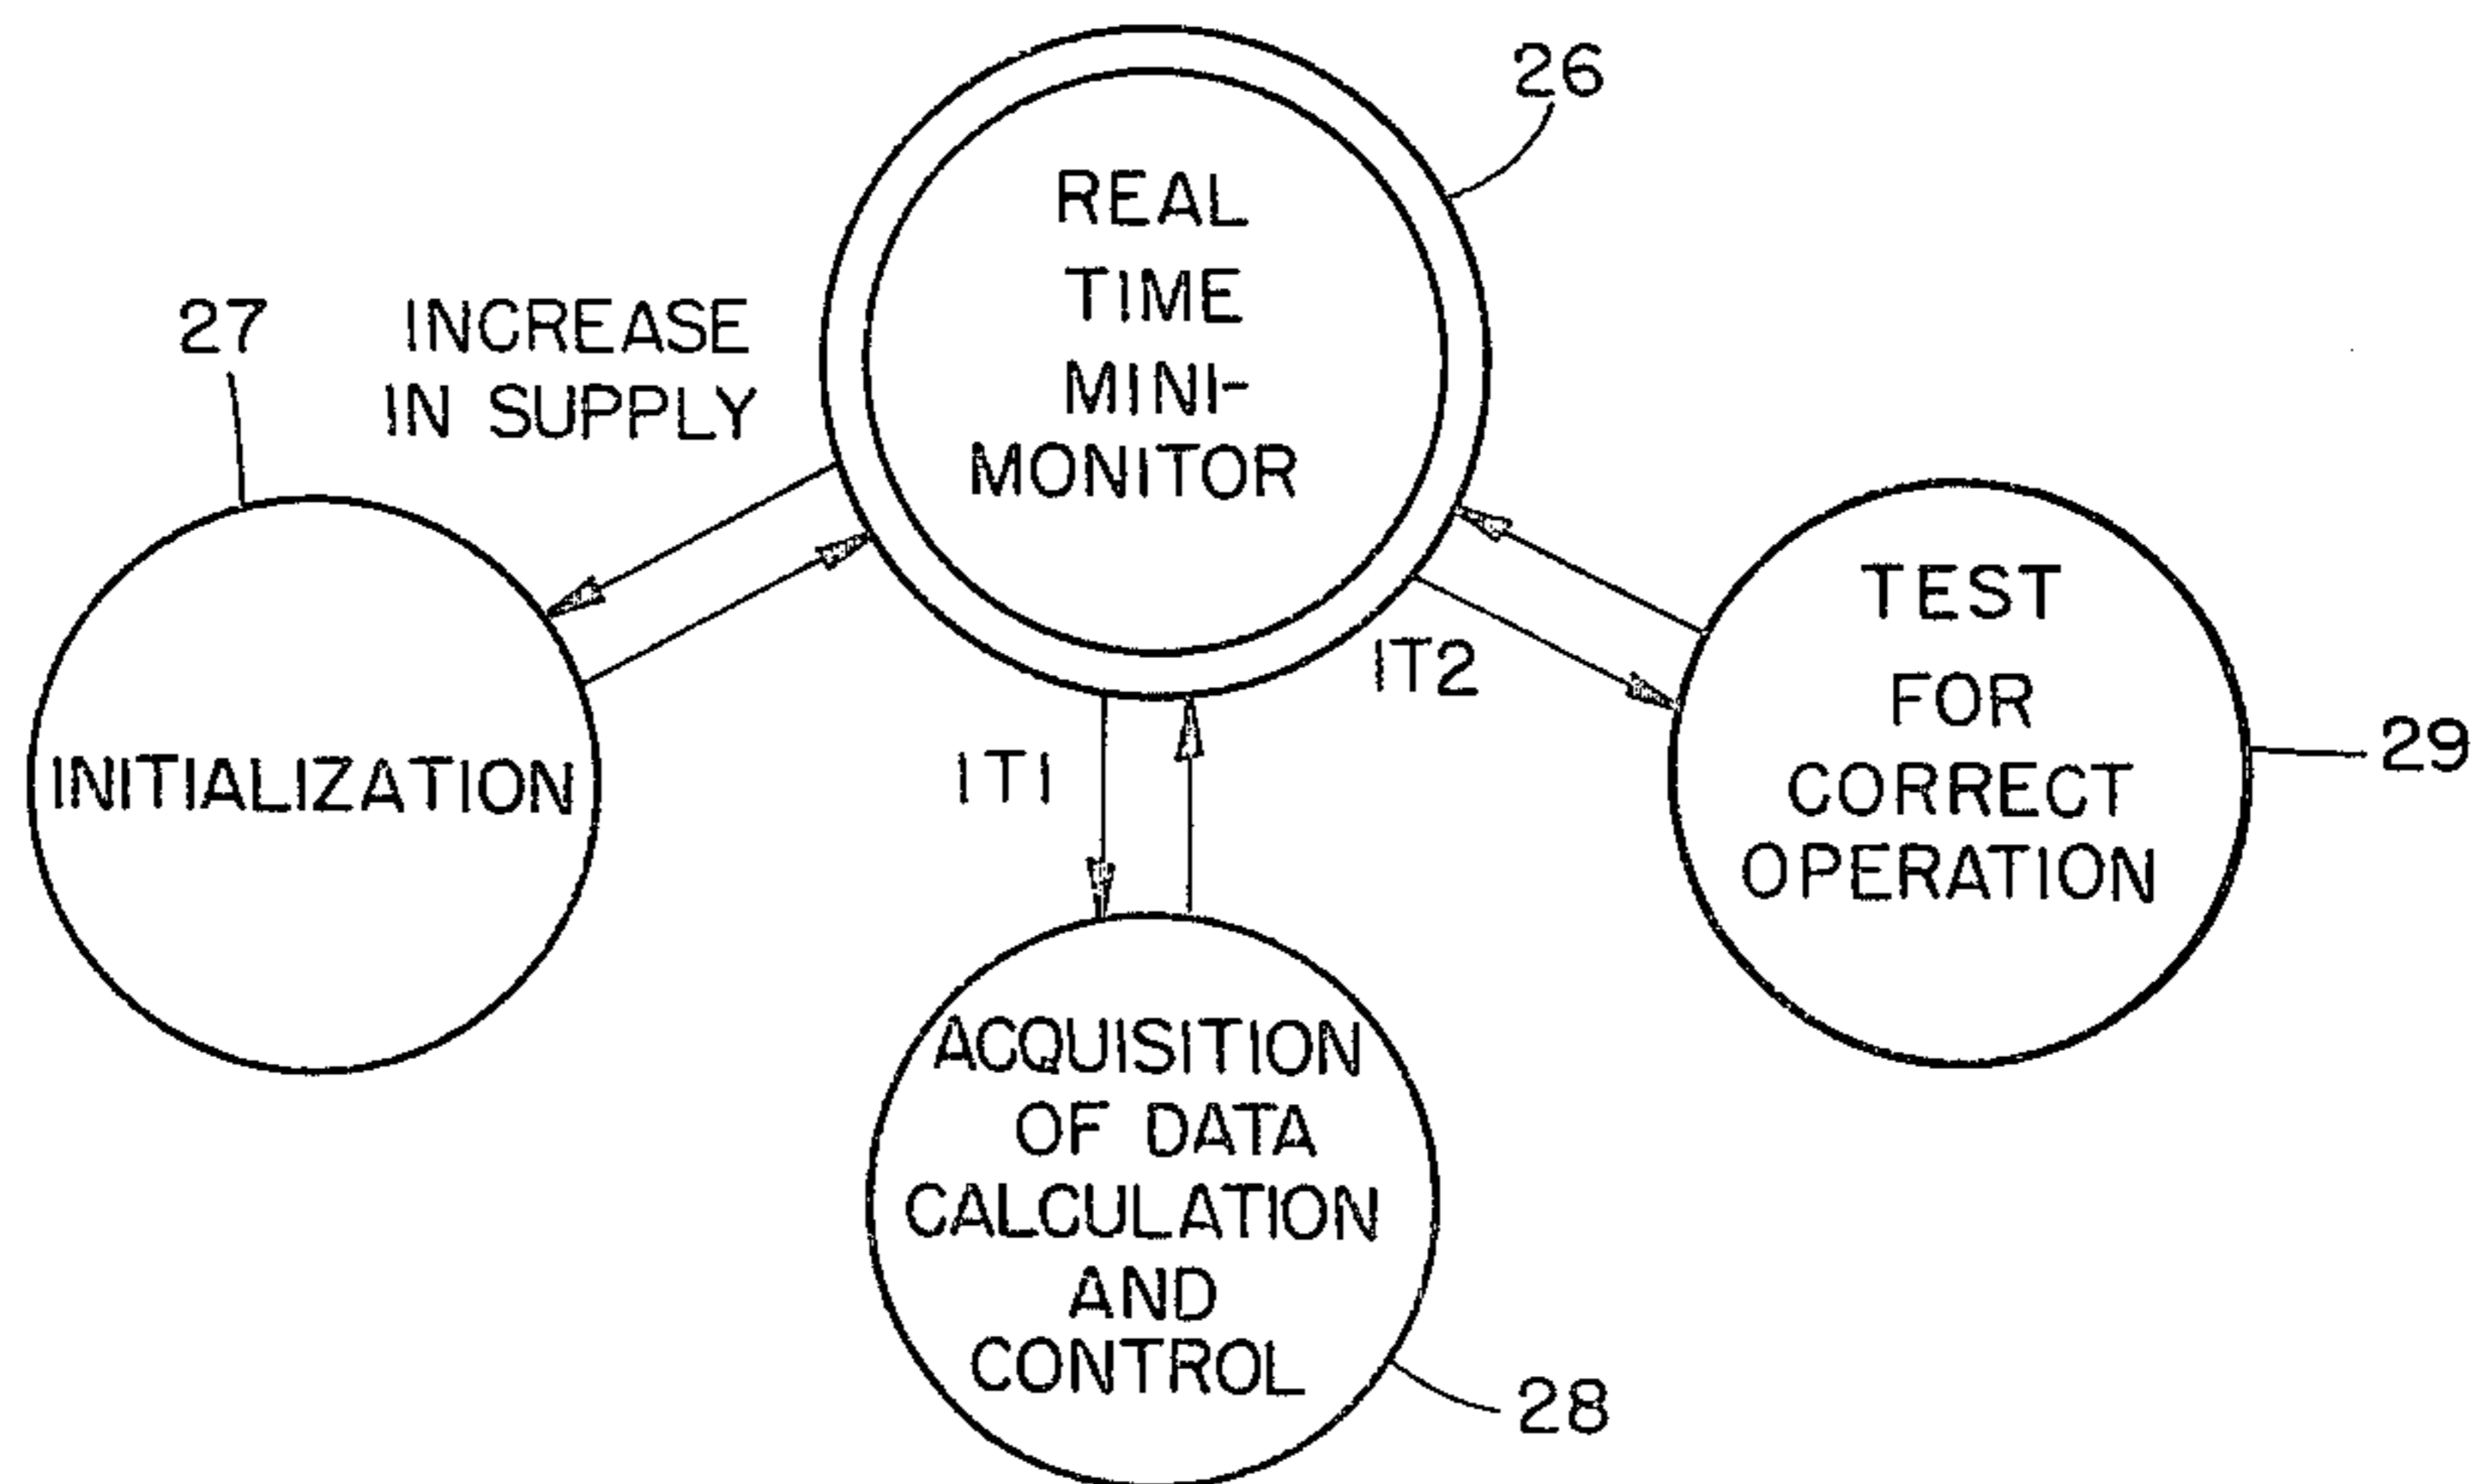 26
REAL
TIME
MINI-
MONITOR
27
INCREASE
IN SUPPLY
INITIALIZATION
IT1
IT2
TEST
FOR
CORRECT
OPERATION
29
ACQUISITION
OF DATA
CALCULATION
AND
CONTROL
28